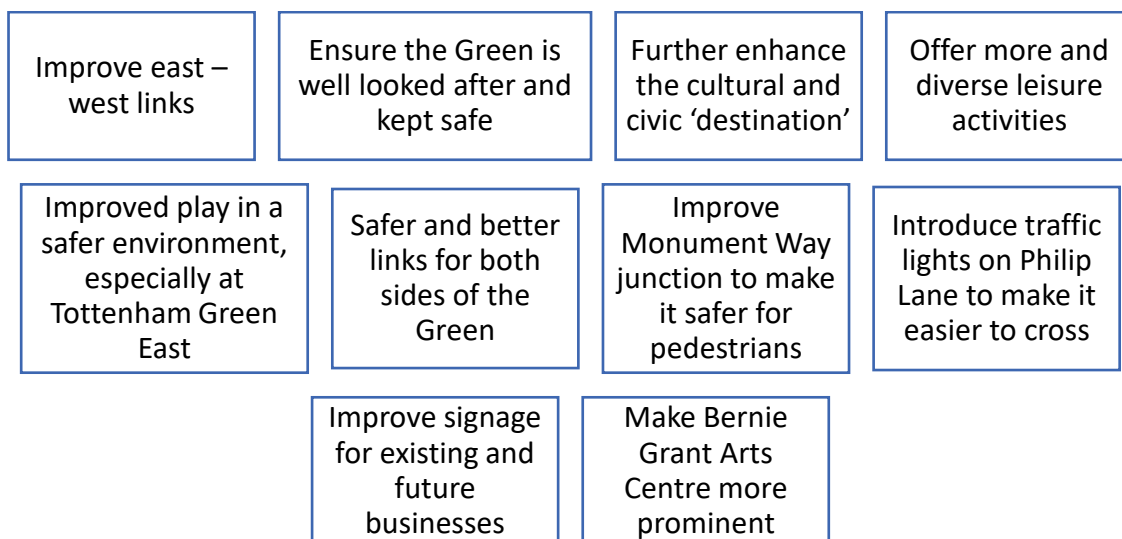 Improve east –
west links
Ensure the Green is
well looked after and
kept safe
Further enhance
the cultural and
civic ‘destination’
Offer more and
diverse leisure
activities
Improved play in a
safer environment,
especially at
Tottenham Green
East
Safer and better
links for both
sides of the
Green
Improve
Monument Way
junction to make
it safer for
pedestrians
Introduce traffic
lights on Philip
Lane to make it
easier to cross
Improve signage
for existing and
future
businesses
Make Bernie
Grant Arts
Centre more
prominent